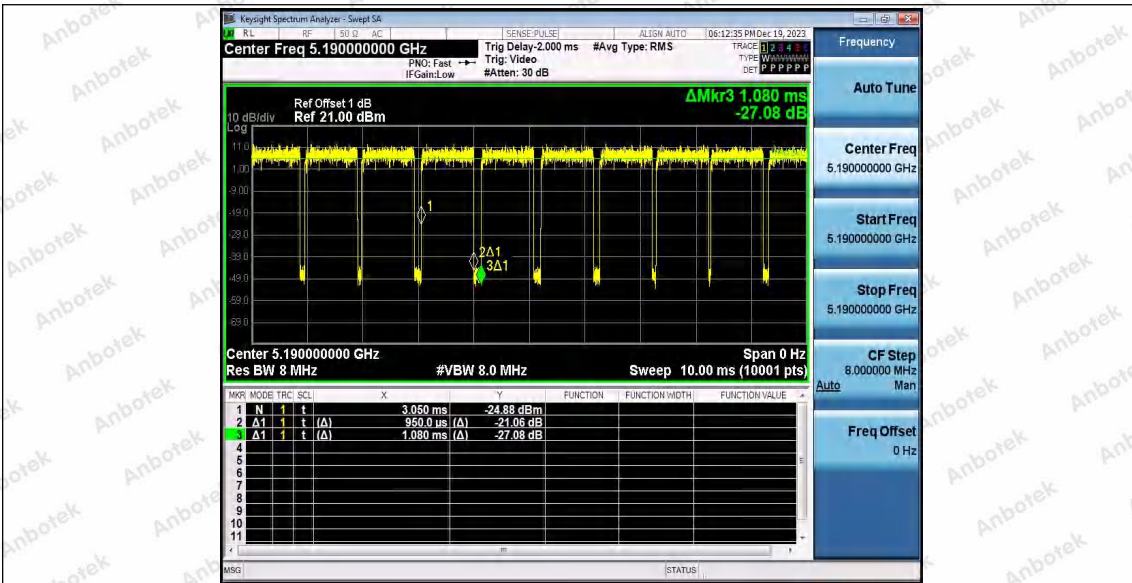 Keysight Spectrum Analyzer - Swept SA
RL RF 50 Ω AC SENSE:PULSE ALIGN AUTO 06:12:35 PM Dec 19, 2023
Center Freq 5.190000000 GHz
Trig Delay-2.000 ms #Avg Type: RMS
TRACE 1 2 3 4 5 6
PNO: Fast
Trig: Video
TYPE WWWWWW
IFGain:Low
#Atten: 30 dB
DET P P P P P P
ΔMkr3 1.080 ms
-27.08 dB
Ref Offset 1 dB
10 dB/div Ref 21.00 dBm
Log
11.0
1.00
-9.00
-19.0
-29.0
-39.0
-49.0
-59.0
-69.0
1
2Δ1
3Δ1
Center 5.190000000 GHz Span 0 Hz
Res BW 8 MHz #VBW 8.0 MHz Sweep 10.00 ms (10001 pts)
MKR MODE TRC SCL X Y FUNCTION FUNCTION WIDTH FUNCTION VALUE
1 N 1 t 3.050 ms -24.88 dBm
2 Δ1 1 t (Δ) 950.0 µs (Δ) -21.06 dB
3 Δ1 1 t (Δ) 1.080 ms (Δ) -27.08 dB
4
5
6
7
8
9
10
11
MSG STATUS
Frequency
Auto Tune
Center Freq
5.190000000 GHz
Start Freq
5.190000000 GHz
Stop Freq
5.190000000 GHz
CF Step
8.000000 MHz
Auto Man
Freq Offset
0 Hz
Anbotek